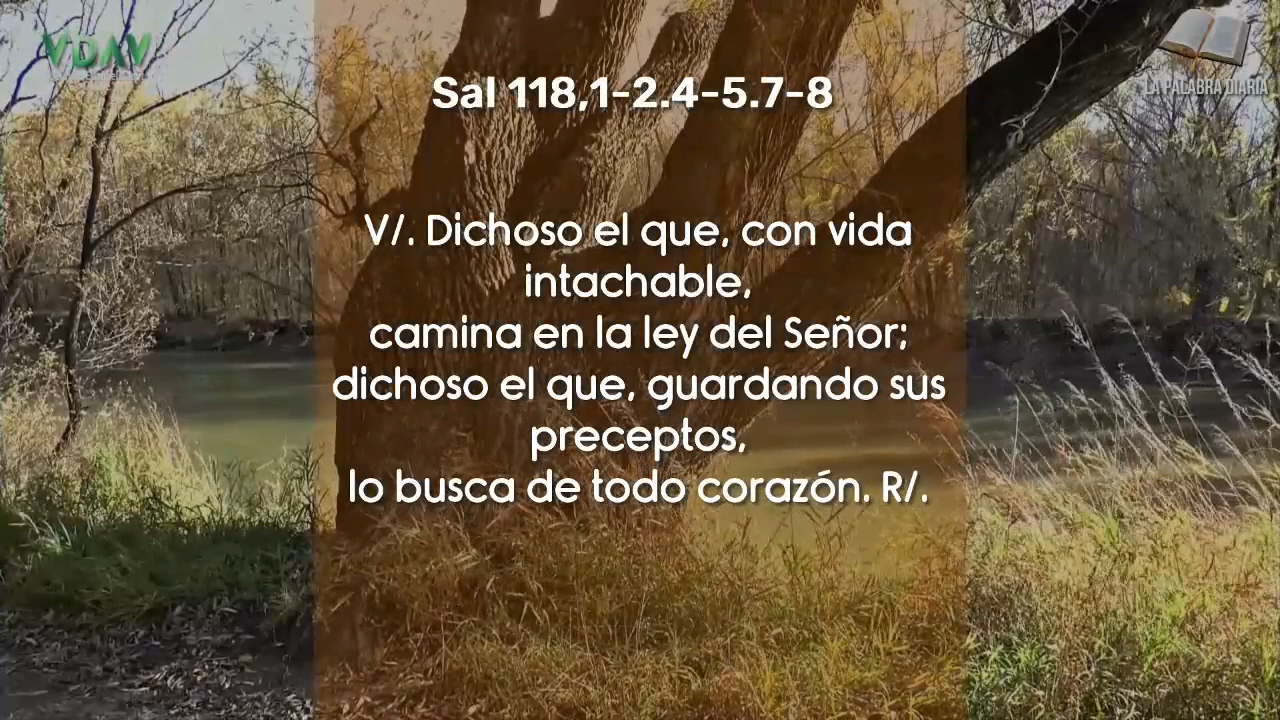 VDAV
LA PALABRA DIARIA
Sal 118,1-2.4-5.7-8
V/. Dichoso el que, con vida
intachable,
camina en la ley del Señor;
dichoso el que, guardando sus
preceptos,
lo busca de todo corazón. R/.